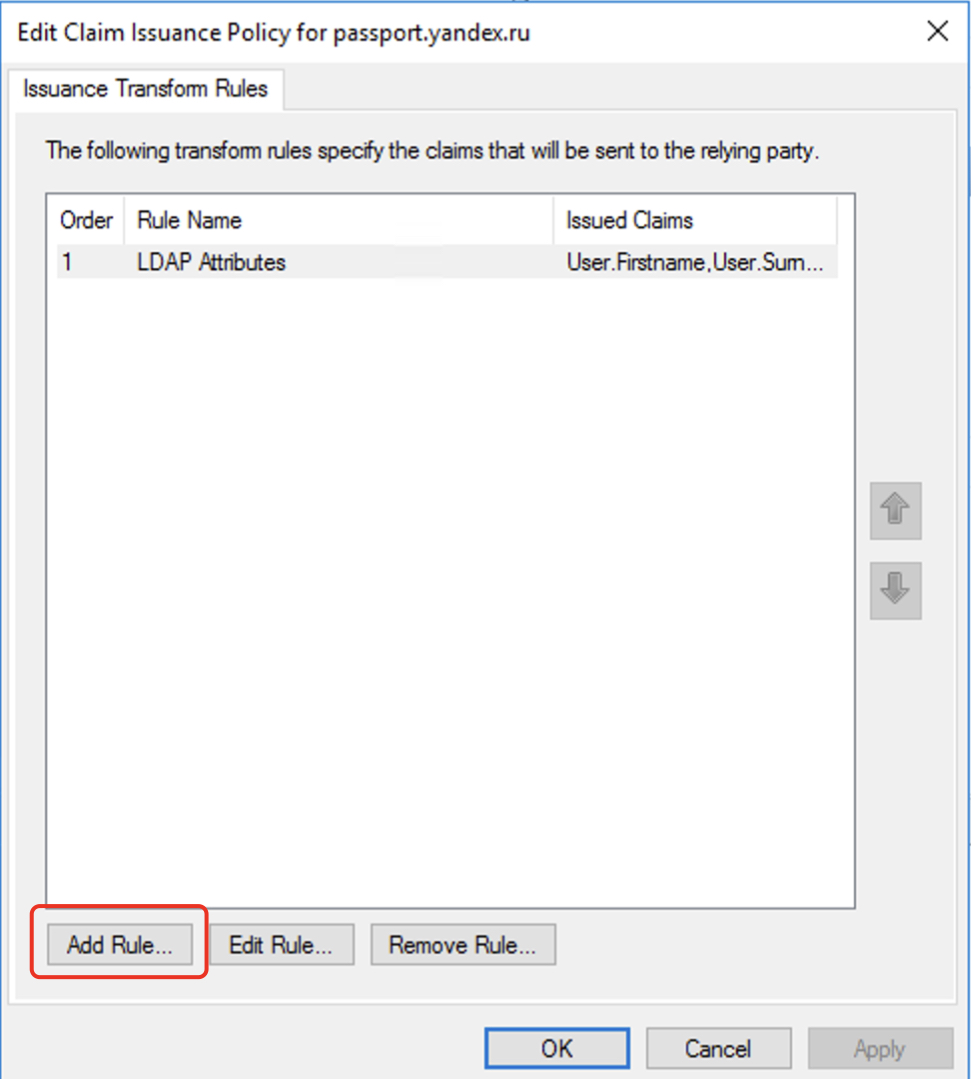 Edit Claim Issuance Policy for passport.yandex.ru
Issuance Transform Rules
The following transform rules specify the claims that will be sent to the relying party.
Order Rule Name Issued Claims
1 LDAP Attributes User.Firstname,User.Surn...
Add Rule... Edit Rule... Remove Rule...
OK Cancel Apply